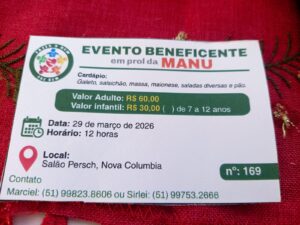 EVENTO BENEFICENTE
em prol da MANU
Cardápio:
Galeto, salsichão, massa, maionese, saladas diversas e pão.
Valor Adulto: R$ 60,00
Valor infantil: R$ 30,00 ( ) de 7 a 12 anos
Data: 29 de março de 2026
Horário: 12 horas
Local:
Salão Persch, Nova Columbia
nº: 169
Contato
Marciel: (51) 99823.8606 ou Sirlei: (51) 99753.2666